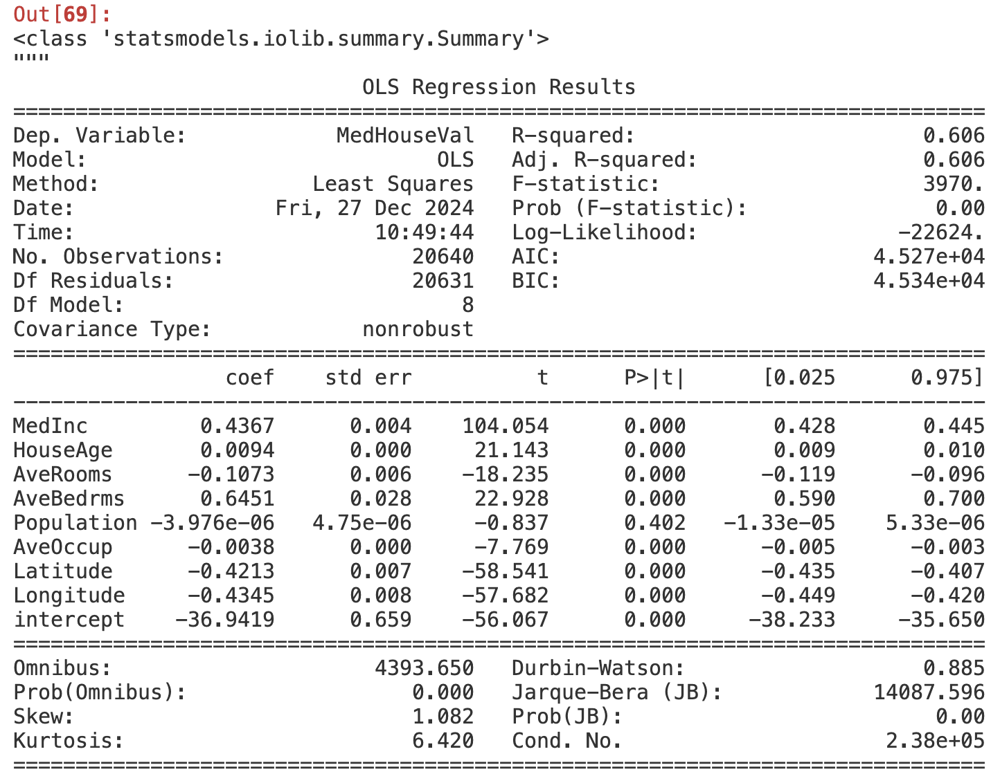 Out[69]:
<class 'statsmodels.iolib.summary.Summary'>
"""
                            OLS Regression Results
==============================================================================
Dep. Variable:            MedHouseVal   R-squared:                       0.606
Model:                            OLS   Adj. R-squared:                  0.606
Method:                 Least Squares   F-statistic:                     3970.
Date:                Fri, 27 Dec 2024   Prob (F-statistic):               0.00
Time:                        10:49:44   Log-Likelihood:                -22624.
No. Observations:               20640   AIC:                         4.527e+04
Df Residuals:                   20631   BIC:                         4.534e+04
Df Model:                           8
Covariance Type:            nonrobust
==============================================================================
                 coef    std err          t      P>|t|      [0.025      0.975]
------------------------------------------------------------------------------
MedInc         0.4367      0.004    104.054      0.000       0.428       0.445
HouseAge       0.0094      0.000     21.143      0.000       0.009       0.010
AveRooms      -0.1073      0.006    -18.235      0.000      -0.119      -0.096
AveBedrms      0.6451      0.028     22.928      0.000       0.590       0.700
Population -3.976e-06   4.75e-06     -0.837      0.402   -1.33e-05    5.33e-06
AveOccup      -0.0038      0.000     -7.769      0.000      -0.005      -0.003
Latitude      -0.4213      0.007    -58.541      0.000      -0.435      -0.407
Longitude     -0.4345      0.008    -57.682      0.000      -0.449      -0.420
intercept    -36.9419      0.659    -56.067      0.000     -38.233     -35.650
==============================================================================
Omnibus:                     4393.650   Durbin-Watson:                   0.885
Prob(Omnibus):                  0.000   Jarque-Bera (JB):            14087.596
Skew:                           1.082   Prob(JB):                         0.00
Kurtosis:                       6.420   Cond. No.                     2.38e+05
==============================================================================